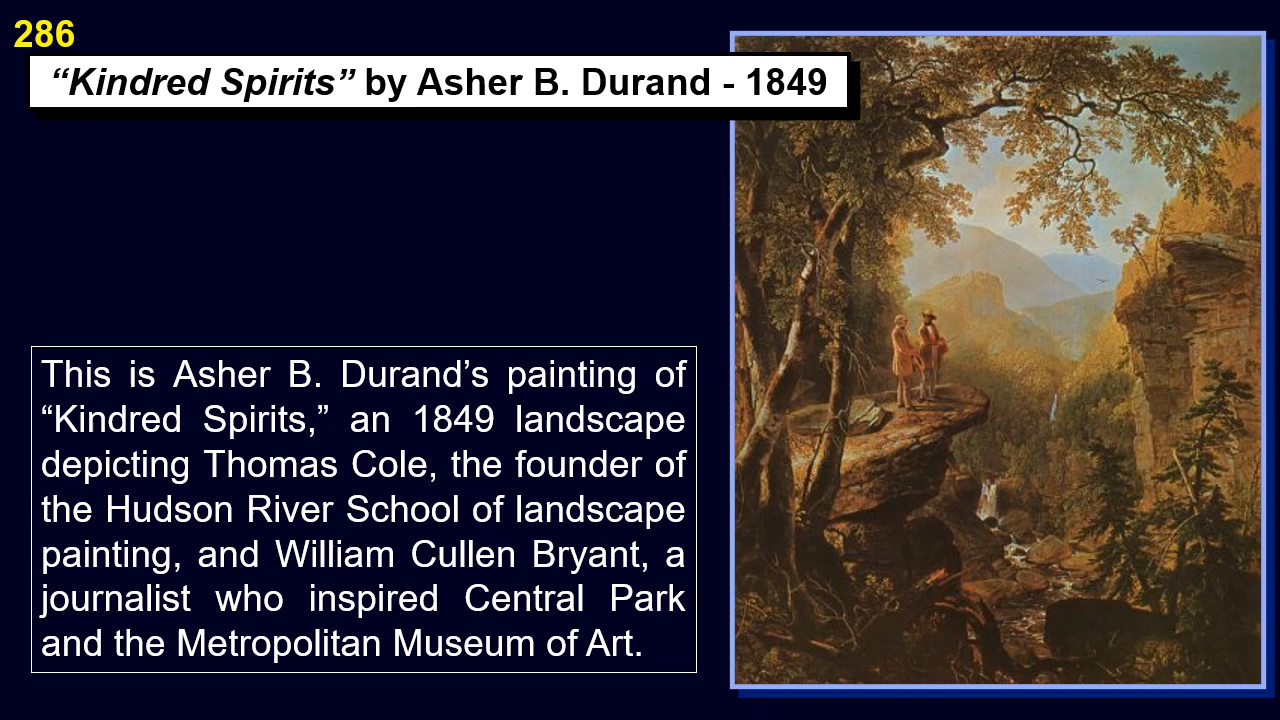 286
“Kindred Spirits” by Asher B. Durand - 1849
This is Asher B. Durand’s painting of
“Kindred Spirits,” an 1849 landscape
depicting Thomas Cole, the founder of
the Hudson River School of landscape
painting, and William Cullen Bryant, a
journalist who inspired Central Park
and the Metropolitan Museum of Art.